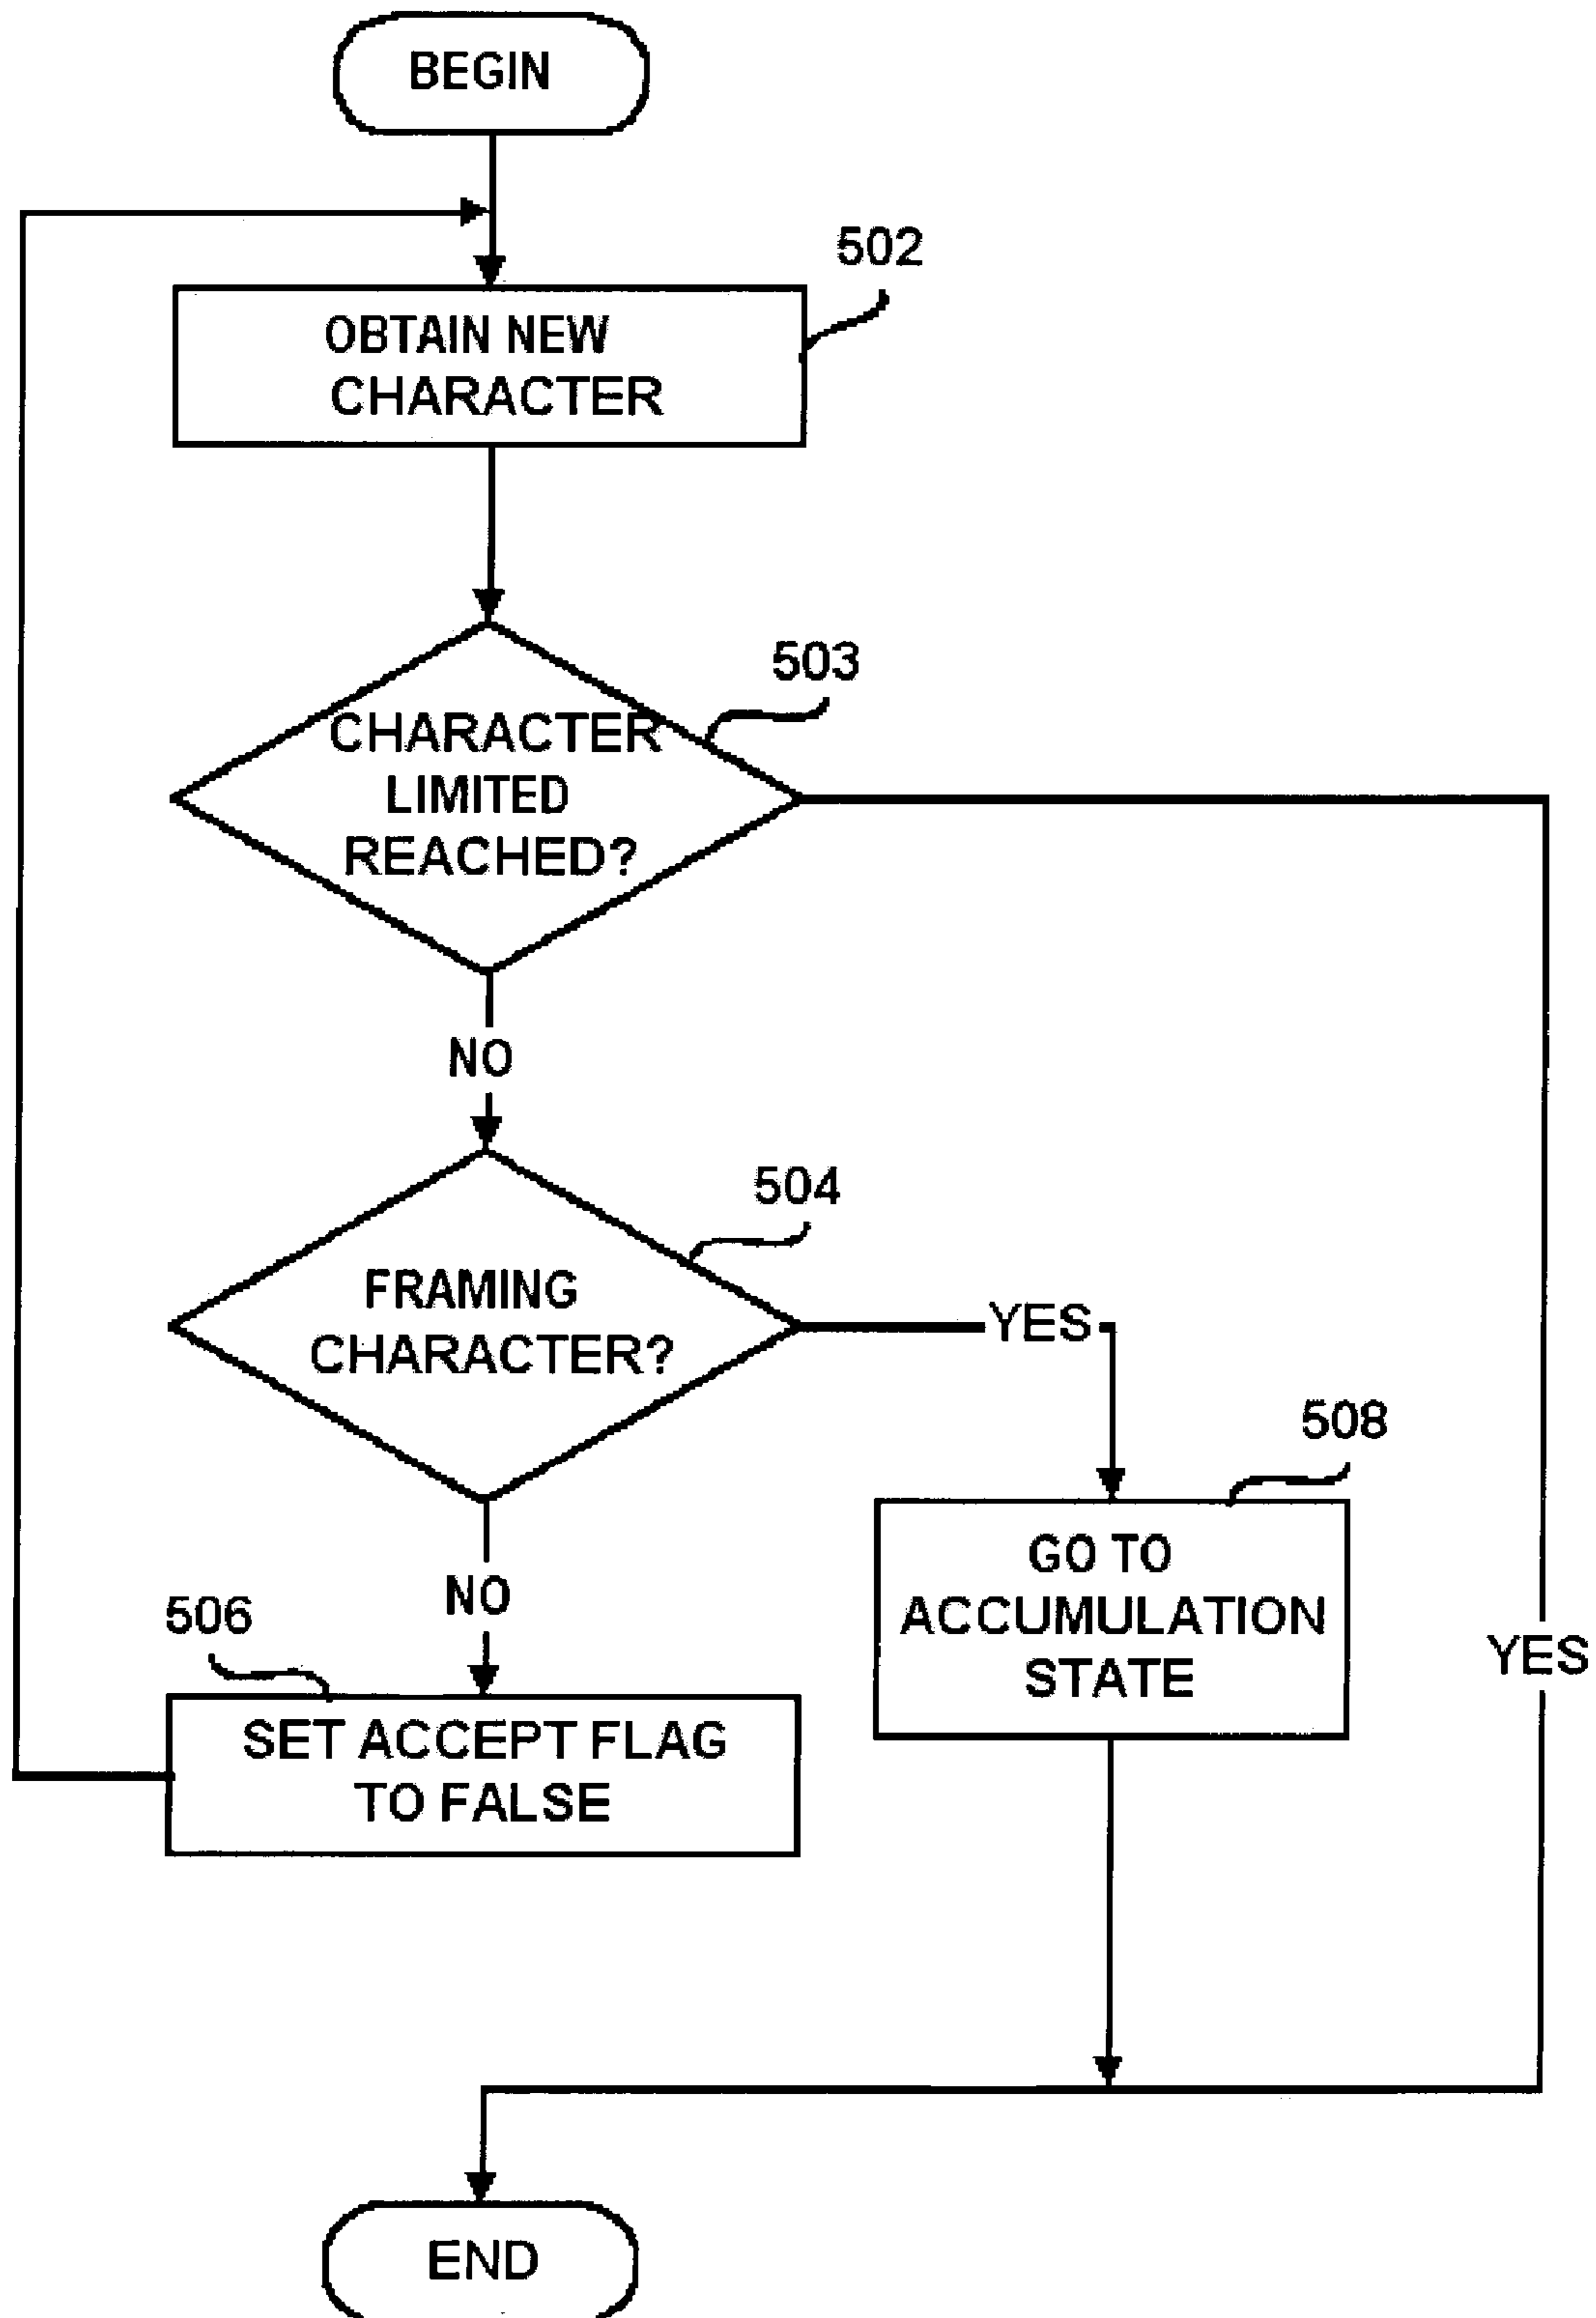 BEGIN
502
OBTAIN NEW
CHARACTER
503
CHARACTER
LIMITED
REACHED?
NO
504
FRAMING
CHARACTER?
YES
508
GO TO
ACCUMULATION
STATE
NO
YES
506
SET ACCEPT FLAG
TO FALSE
END